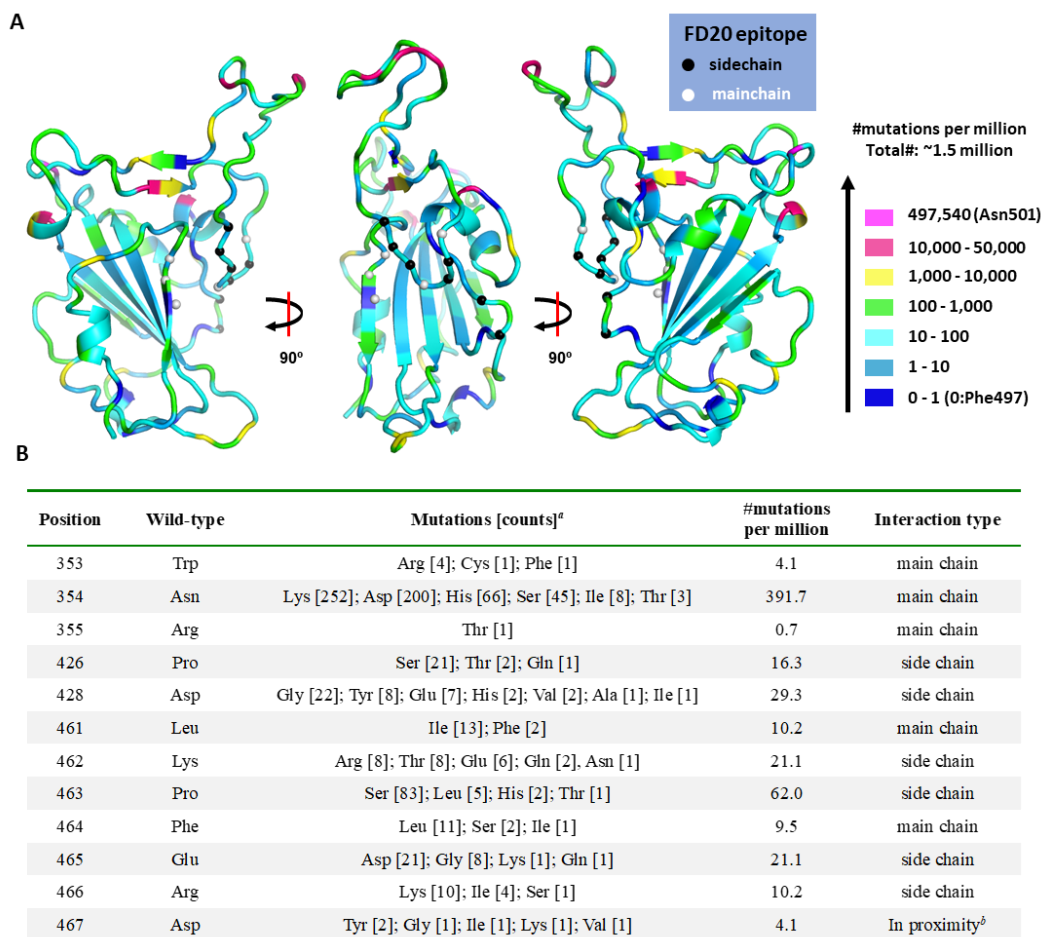 A
FD20 epitope
sidechain
mainchain
#mutations per million
Total#: ~1.5 million
497,540 (Asn501)
10,000 - 50,000
1,000 - 10,000
100 - 1,000
10 - 100
1 - 10
0 - 1 (0:Phe497)
90º
90º
B
Position Wild-type Mutations [counts]ᵃ #mutations per million Interaction type
353 Trp Arg [4]; Cys [1]; Phe [1] 4.1 main chain
354 Asn Lys [252]; Asp [200]; His [66]; Ser [45]; Ile [8]; Thr [3] 391.7 main chain
355 Arg Thr [1] 0.7 main chain
426 Pro Ser [21]; Thr [2]; Gln [1] 16.3 side chain
428 Asp Gly [22]; Tyr [8]; Glu [7]; His [2]; Val [2]; Ala [1]; Ile [1] 29.3 side chain
461 Leu Ile [13]; Phe [2] 10.2 main chain
462 Lys Arg [8]; Thr [8]; Glu [6]; Gln [2], Asn [1] 21.1 side chain
463 Pro Ser [83]; Leu [5]; His [2]; Thr [1] 62.0 side chain
464 Phe Leu [11]; Ser [2]; Ile [1] 9.5 main chain
465 Glu Asp [21]; Gly [8]; Lys [1]; Gln [1] 21.1 side chain
466 Arg Lys [10]; Ile [4]; Ser [1] 10.2 side chain
467 Asp Tyr [2]; Gly [1]; Ile [1]; Lys [1]; Val [1] 4.1 In proximityᵇ